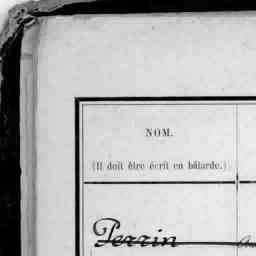 NOM.
(Il doit être écrit en bâtarde.)
Perrin